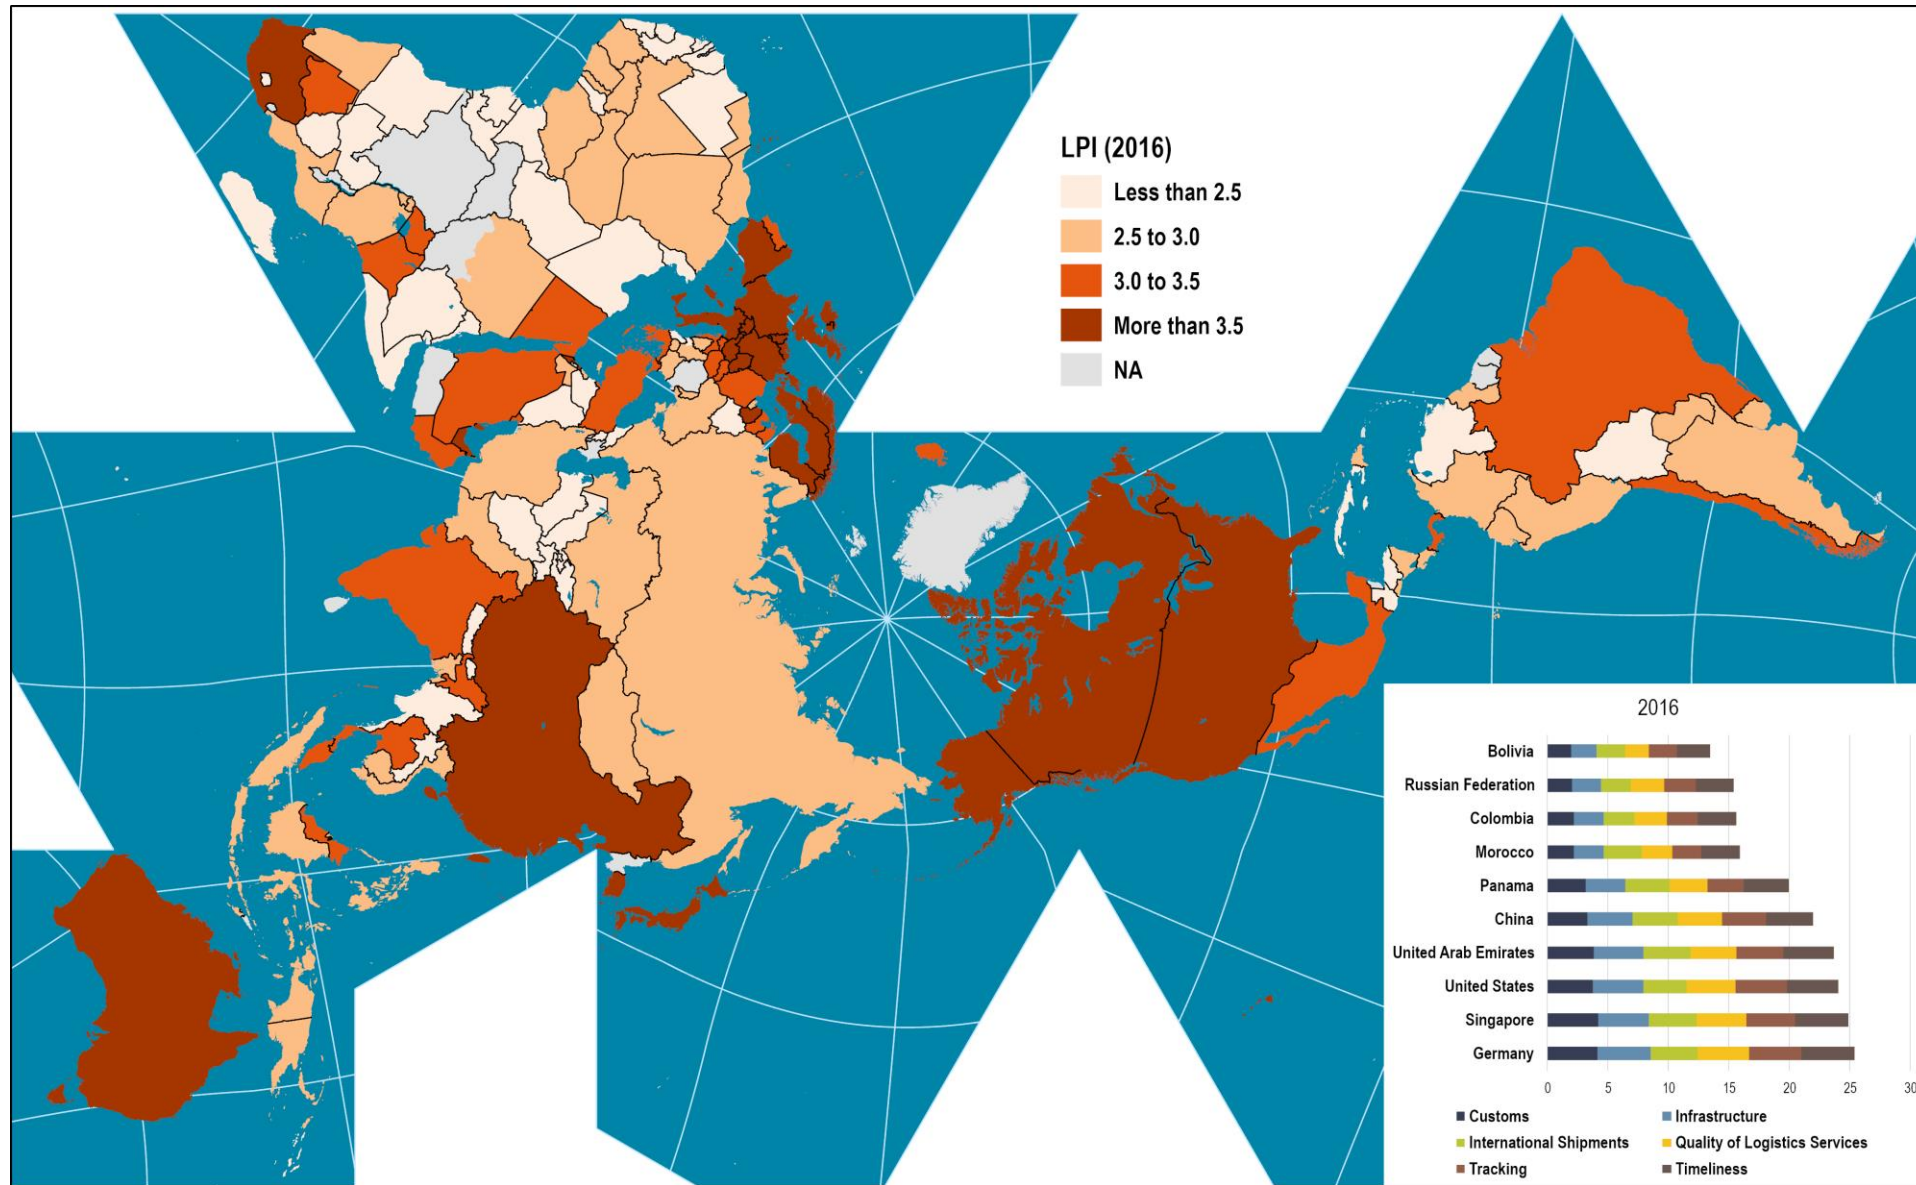 LPI (2016)
Less than 2.5
2.5 to 3.0
3.0 to 3.5
More than 3.5
NA
2016
Bolivia
Russian Federation
Colombia
Morocco
Panama
China
United Arab Emirates
United States
Singapore
Germany
0 5 10 15 20 25 30
Customs Infrastructure
International Shipments Quality of Logistics Services
Tracking Timeliness